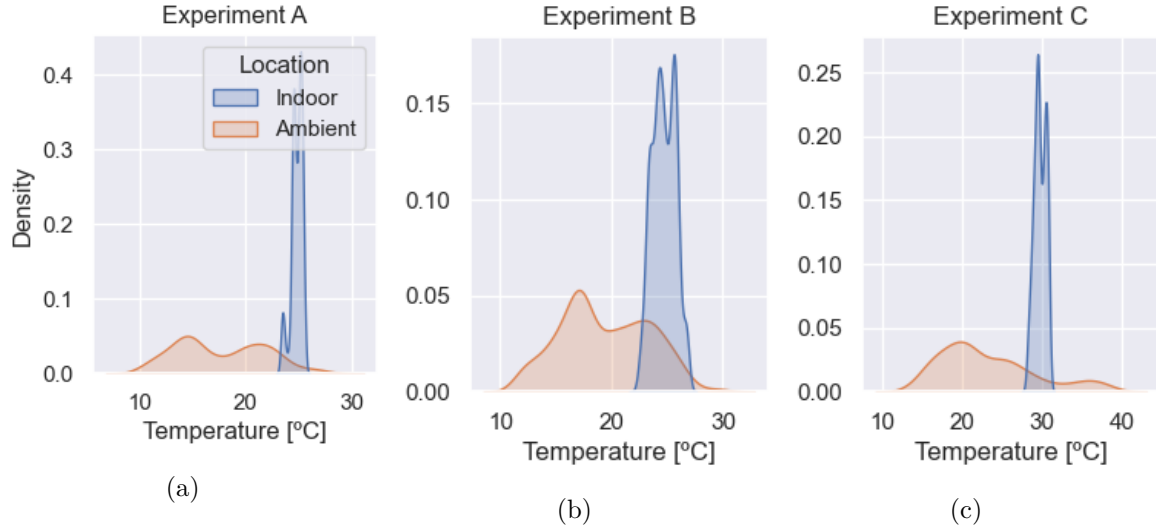 Experiment A
Density
0.4
0.3
0.2
0.1
0.0
Location
Indoor
Ambient
10 20 30
Temperature [ºC]
(a)
Experiment B
0.15
0.10
0.05
0.00
10 20 30
Temperature [ºC]
(b)
Experiment C
0.25
0.20
0.15
0.10
0.05
0.00
10 20 30 40
Temperature [ºC]
(c)